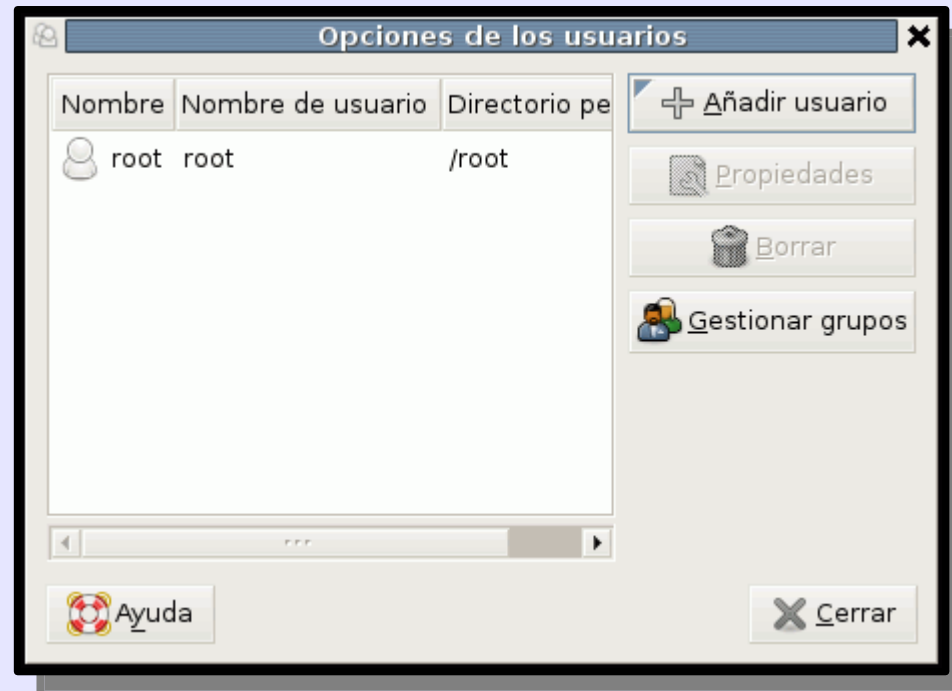 Opciones de los usuarios
Nombre Nombre de usuario Directorio pe
root root /root
Añadir usuario
Propiedades
Borrar
Gestionar grupos
Ayuda
Cerrar